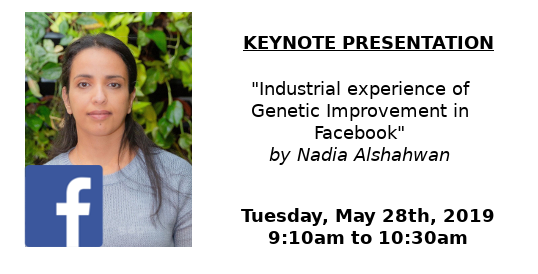 KEYNOTE PRESENTATION
"Industrial experience of
Genetic Improvement in
Facebook"
by Nadia Alshahwan
Tuesday, May 28th, 2019
9:10am to 10:30am
f